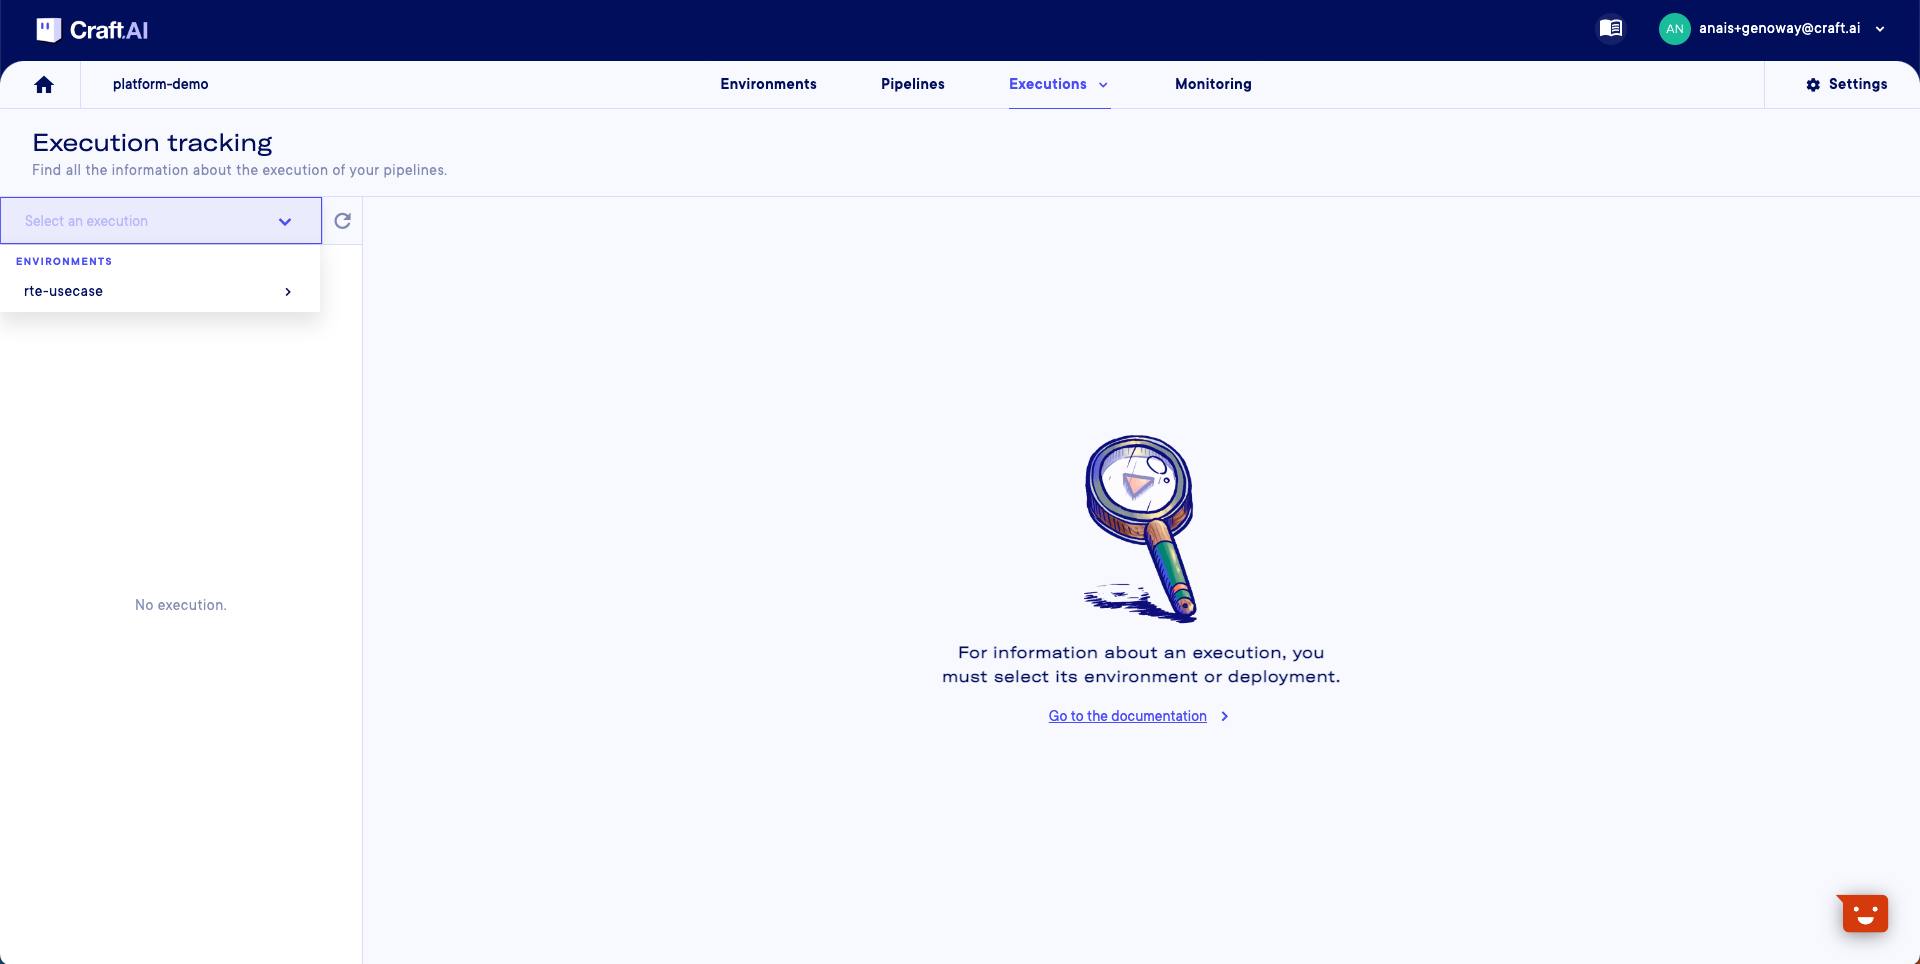 Craft.AI
AN
anais+genoway@craft.ai
platform-demo
Environments
Pipelines
Executions
Monitoring
Settings
Execution tracking
Find all the information about the execution of your pipelines.
Select an execution
ENVIRONMENTS
rte-usecase
No execution.
For information about an execution, you
must select its environment or deployment.
Go to the documentation